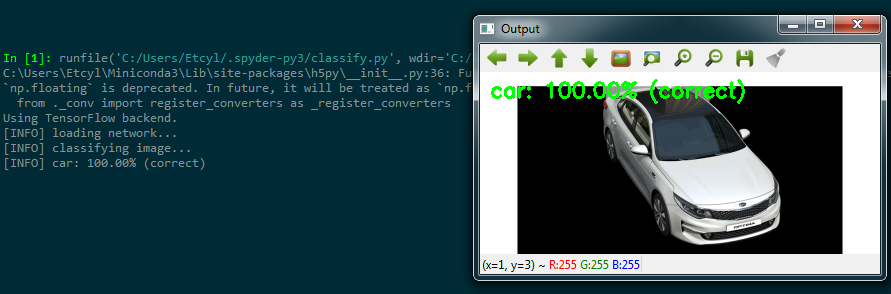 In [1]: runfile('C:/Users/Etcyl/.spyder-py3/classify.py', wdir='C:/
C:\Users\Etcyl\Miniconda3\Lib\site-packages\h5py\__init__.py:36: Fu
`np.floating` is deprecated. In future, it will be treated as `np.f
from ._conv import register_converters as _register_converters
Using TensorFlow backend.
[INFO] loading network...
[INFO] classifying image...
[INFO] car: 100.00% (correct)
Output
car: 100.00% (correct)
OPTIMA
(x=1, y=3) ~ R:255 G:255 B:255